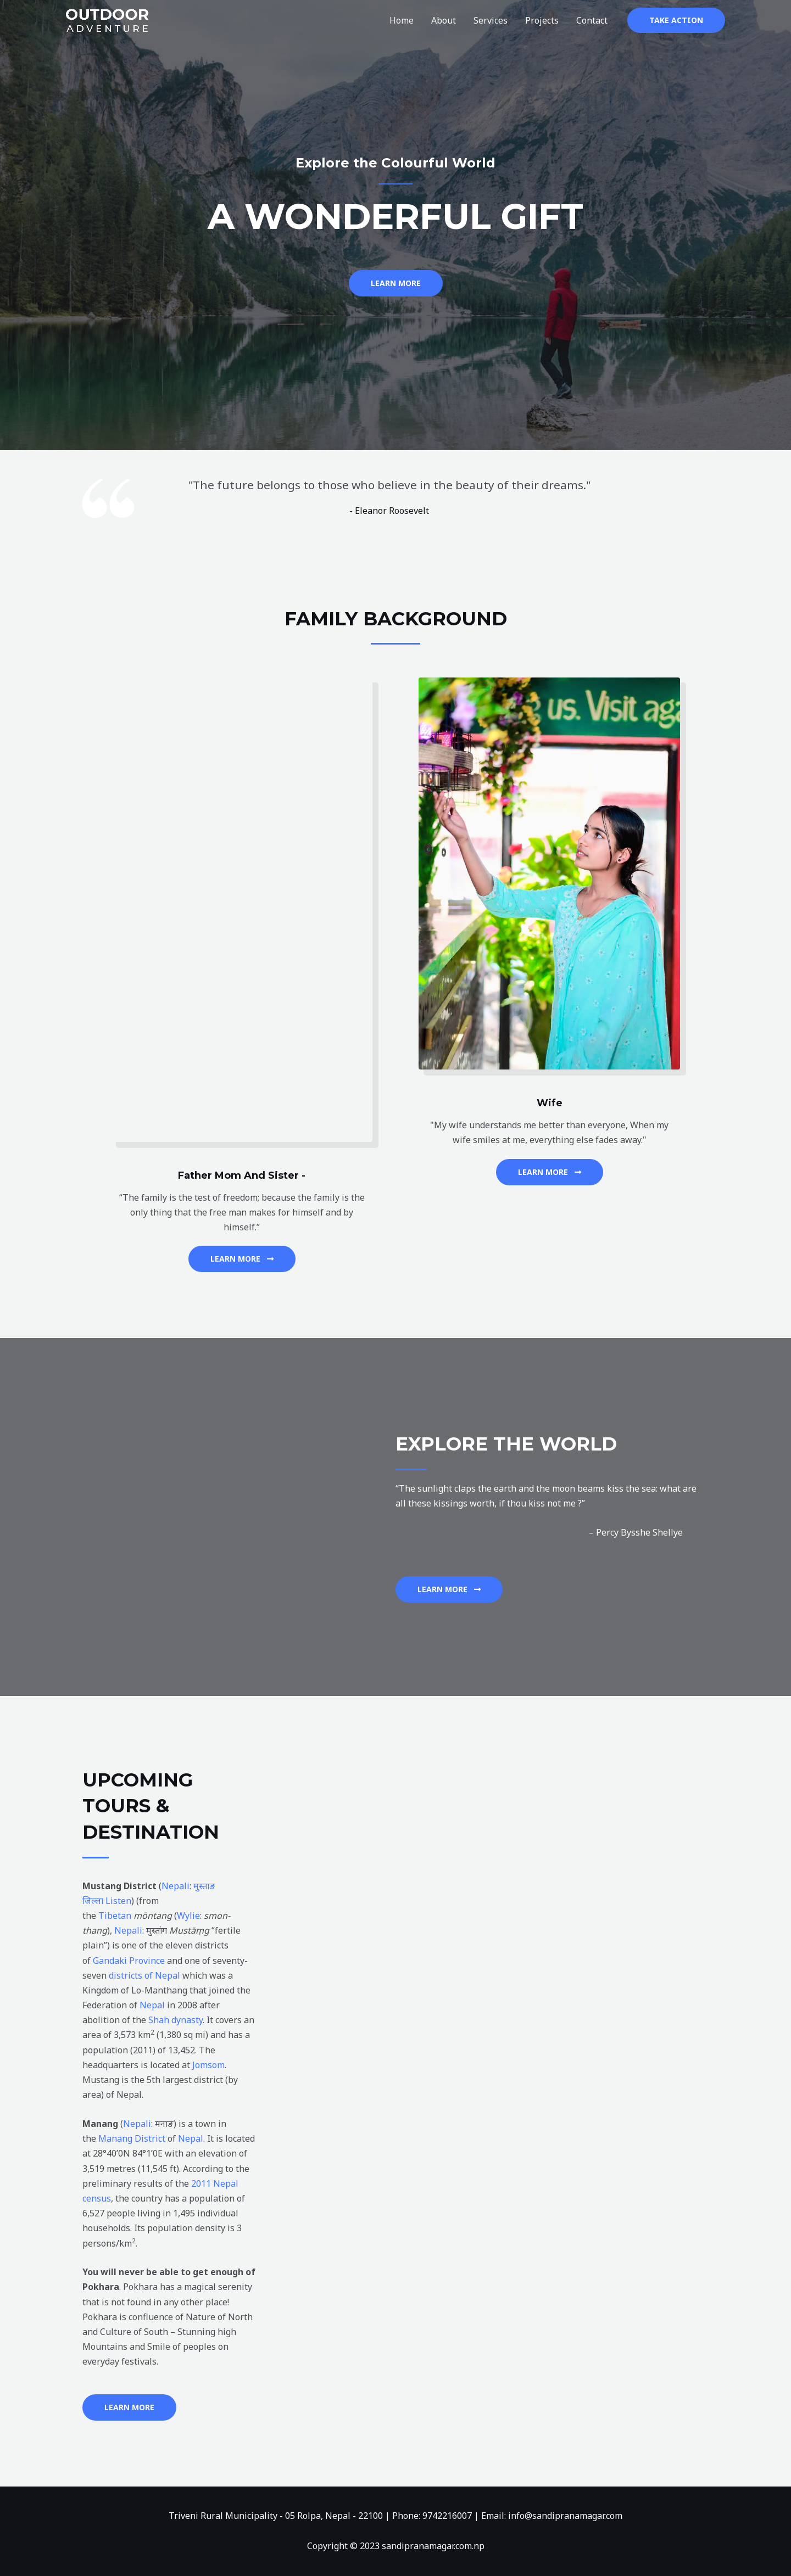 OUTDOOR
ADVENTURE
Home About Services Projects Contact TAKE ACTION
Explore the Colourful World
A WONDERFUL GIFT
LEARN MORE
"The future belongs to those who believe in the beauty of their dreams."
- Eleanor Roosevelt
FAMILY BACKGROUND
g us. Visit aga
Father Mom And Sister -
“The family is the test of freedom; because the family is the
only thing that the free man makes for himself and by
himself.”
LEARN MORE
Wife
"My wife understands me better than everyone, When my
wife smiles at me, everything else fades away."
LEARN MORE
EXPLORE THE WORLD
“The sunlight claps the earth and the moon beams kiss the sea: what are
all these kissings worth, if thou kiss not me ?”
– Percy Bysshe Shellye
LEARN MORE
UPCOMING
TOURS &
DESTINATION
Mustang District (Nepali: मुस्ताङ
जिल्ला Listen) (from
the Tibetan möntang (Wylie: smon-
thang), Nepali: मुस्तांग Mustāṃg “fertile
plain”) is one of the eleven districts
of Gandaki Province and one of seventy-
seven districts of Nepal which was a
Kingdom of Lo-Manthang that joined the
Federation of Nepal in 2008 after
abolition of the Shah dynasty. It covers an
area of 3,573 km2 (1,380 sq mi) and has a
population (2011) of 13,452. The
headquarters is located at Jomsom.
Mustang is the 5th largest district (by
area) of Nepal.
Manang (Nepali: मनाङ) is a town in
the Manang District of Nepal. It is located
at 28°40’0N 84°1’0E with an elevation of
3,519 metres (11,545 ft). According to the
preliminary results of the 2011 Nepal
census, the country has a population of
6,527 people living in 1,495 individual
households. Its population density is 3
persons/km2.
You will never be able to get enough of
Pokhara. Pokhara has a magical serenity
that is not found in any other place!
Pokhara is confluence of Nature of North
and Culture of South – Stunning high
Mountains and Smile of peoples on
everyday festivals.
LEARN MORE
Triveni Rural Municipality - 05 Rolpa, Nepal - 22100 | Phone: 9742216007 | Email: info@sandipranamagar.com
Copyright © 2023 sandipranamagar.com.np